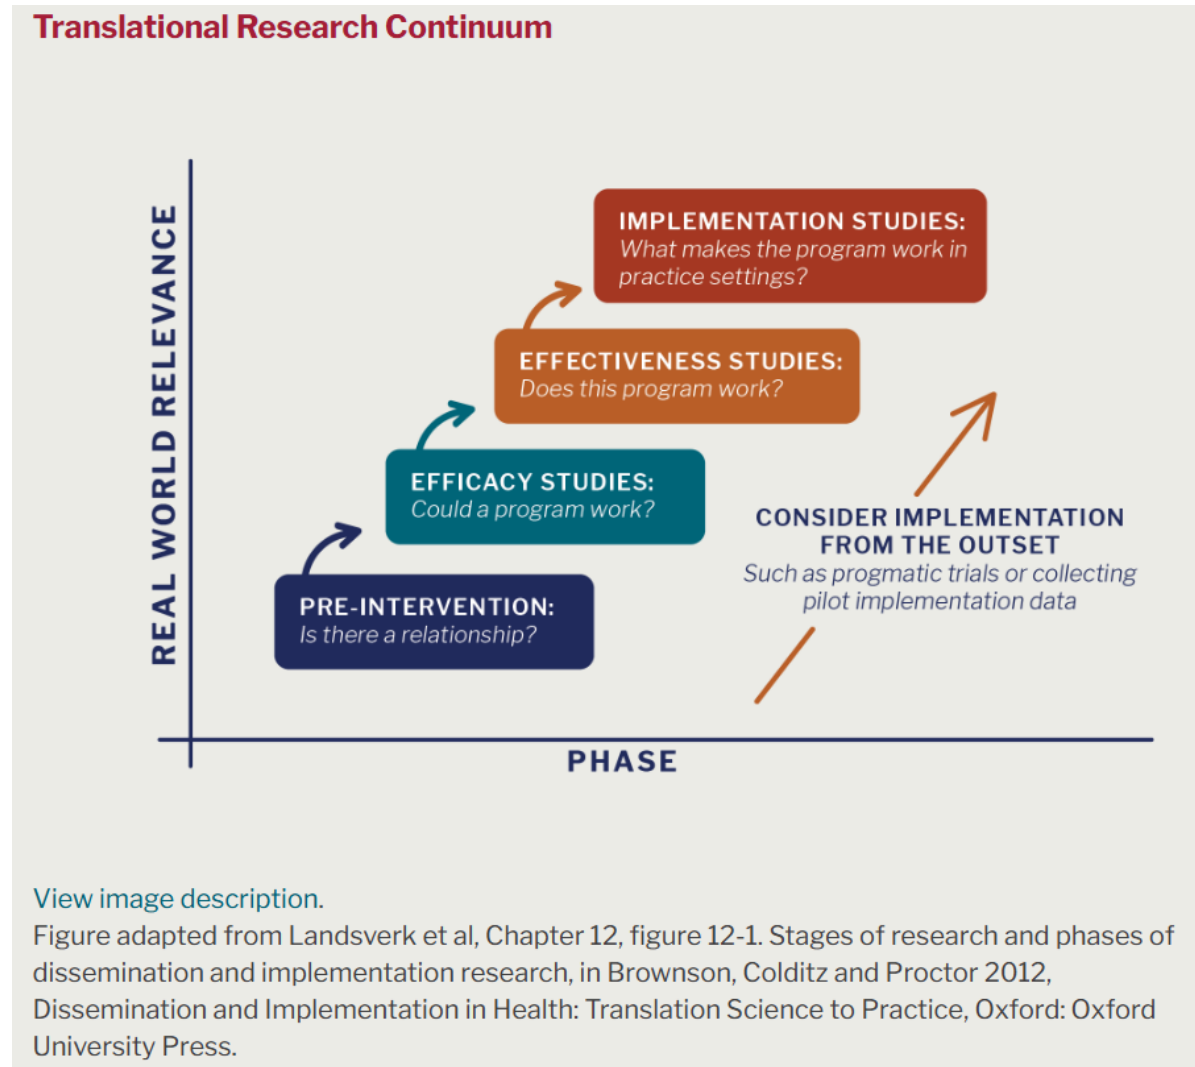 Translational Research Continuum
REAL WORLD RELEVANCE
IMPLEMENTATION STUDIES:
What makes the program work in
practice settings?
EFFECTIVENESS STUDIES:
Does this program work?
EFFICACY STUDIES:
Could a program work?
PRE-INTERVENTION:
Is there a relationship?
CONSIDER IMPLEMENTATION
FROM THE OUTSET
Such as progmatic trials or collecting
pilot implementation data
PHASE
View image description.
Figure adapted from Landsverk et al, Chapter 12, figure 12-1. Stages of research and phases of
dissemination and implementation research, in Brownson, Colditz and Proctor 2012,
Dissemination and Implementation in Health: Translation Science to Practice, Oxford: Oxford
University Press.